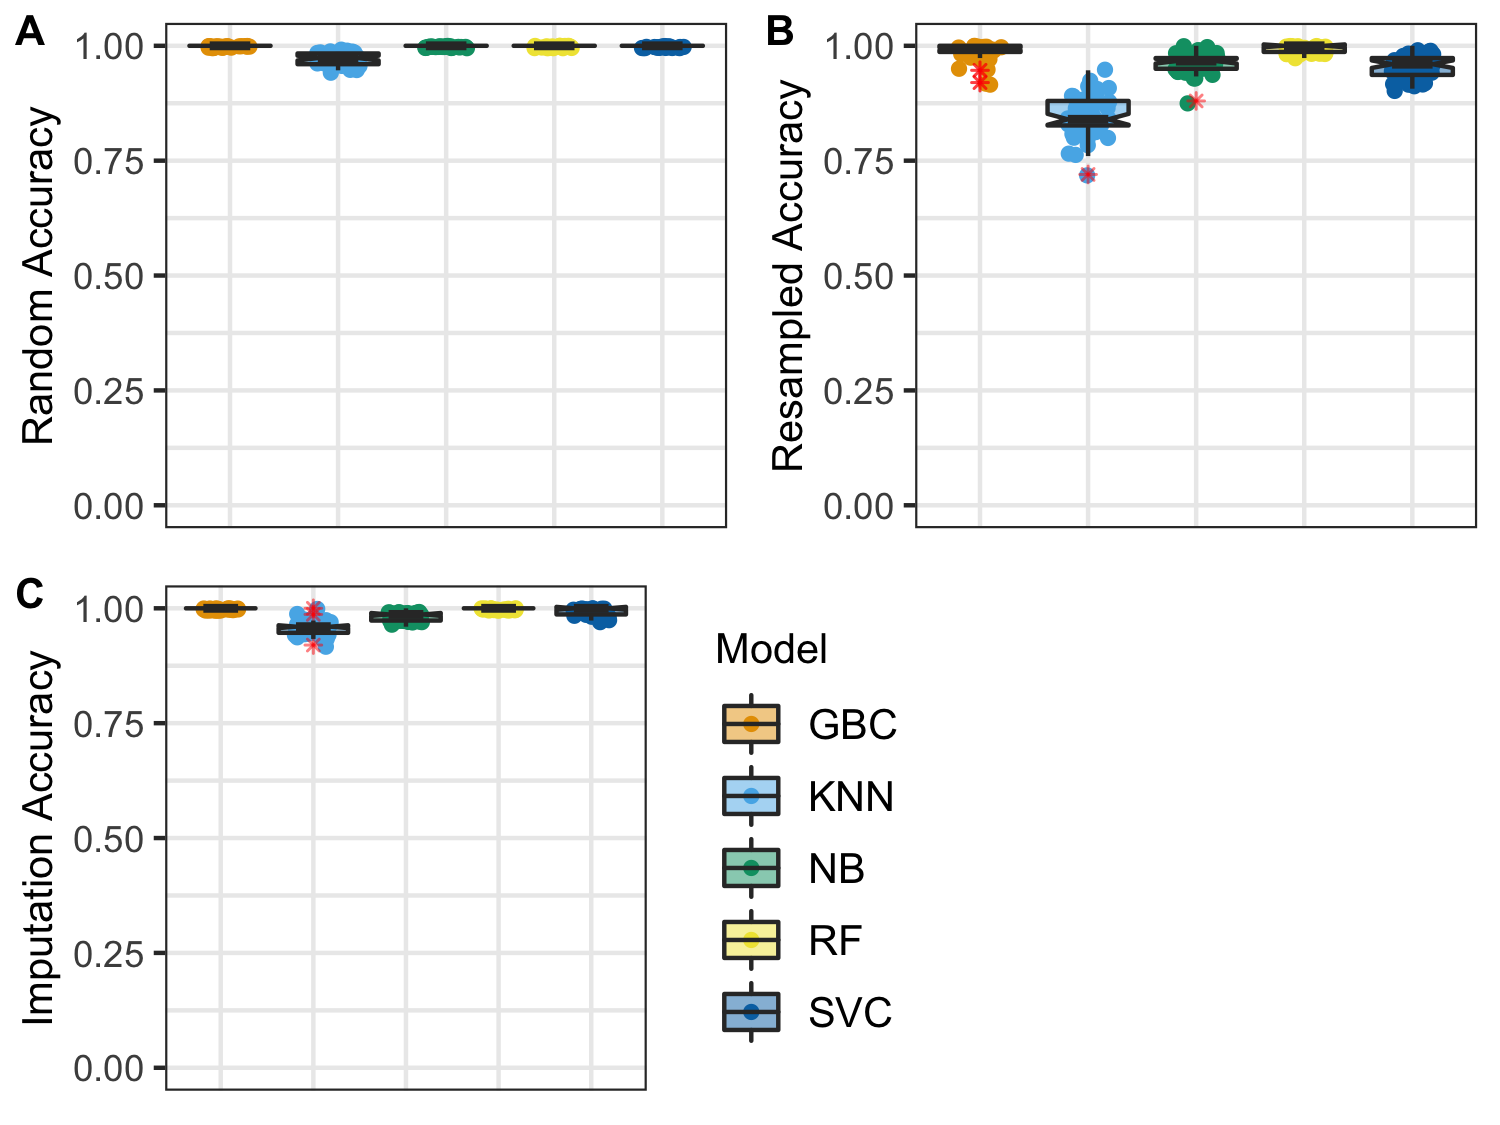 A
Random Accuracy
1.00
0.75
0.50
0.25
0.00
B
Resampled Accuracy
1.00
0.75
0.50
0.25
0.00
C
Imputation Accuracy
1.00
0.75
0.50
0.25
0.00
Model
GBC
KNN
NB
RF
SVC